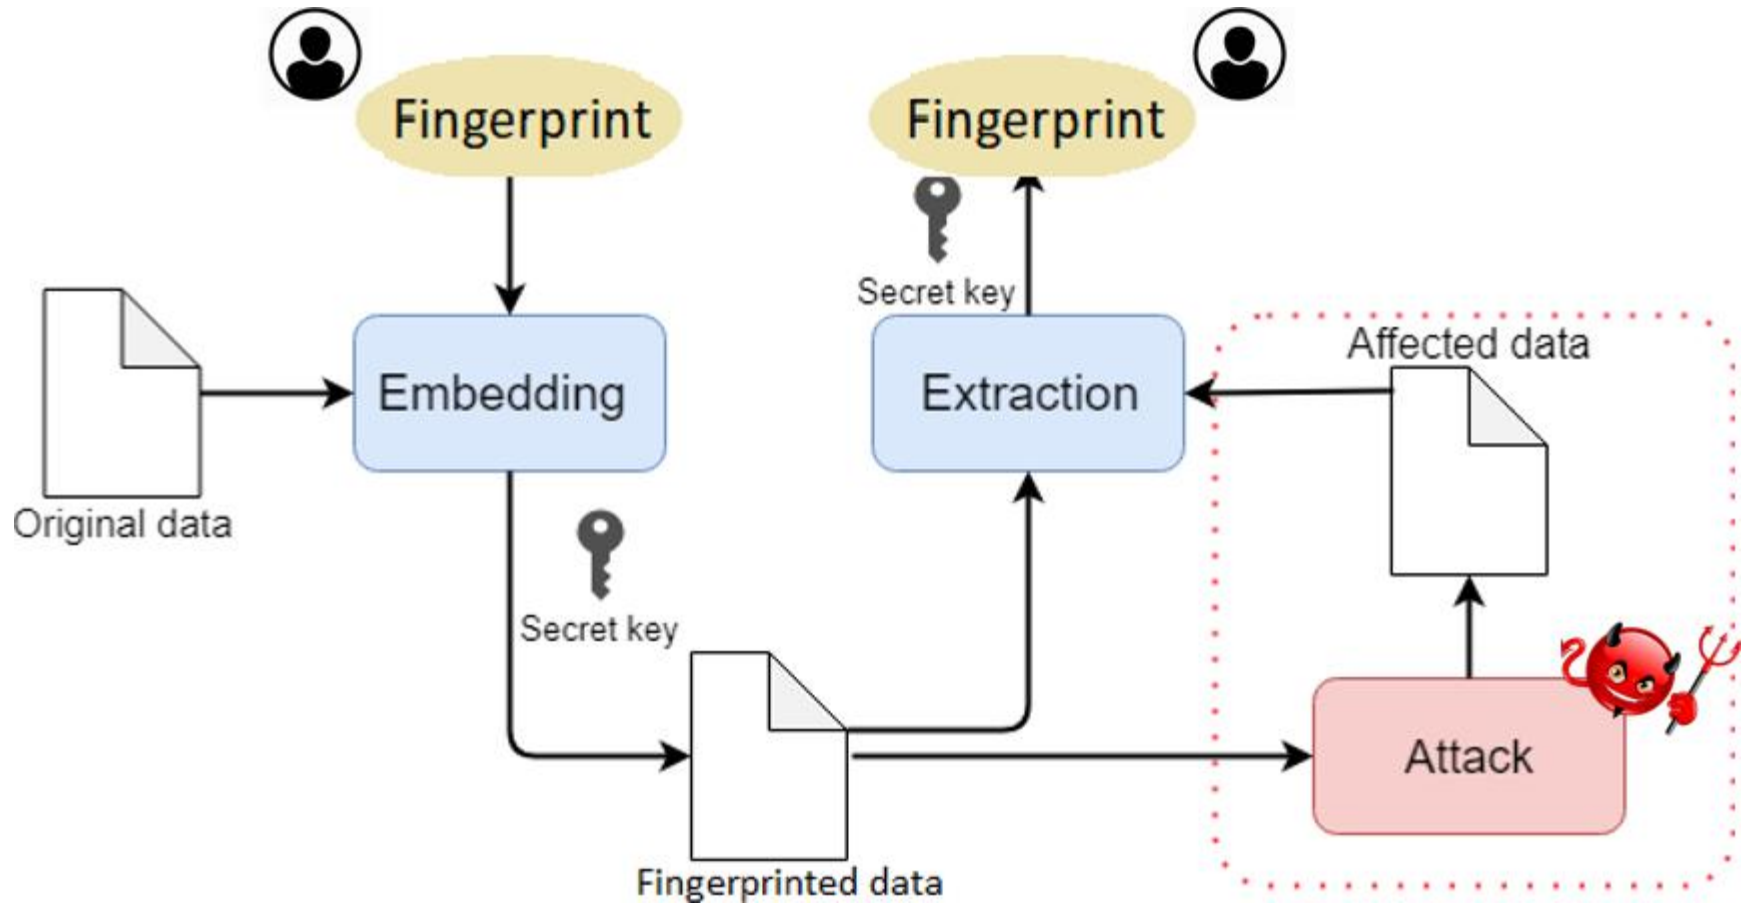 Fingerprint
Fingerprint
Secret key
Affected data
Embedding
Extraction
Original data
Secret key
Attack
Fingerprinted data